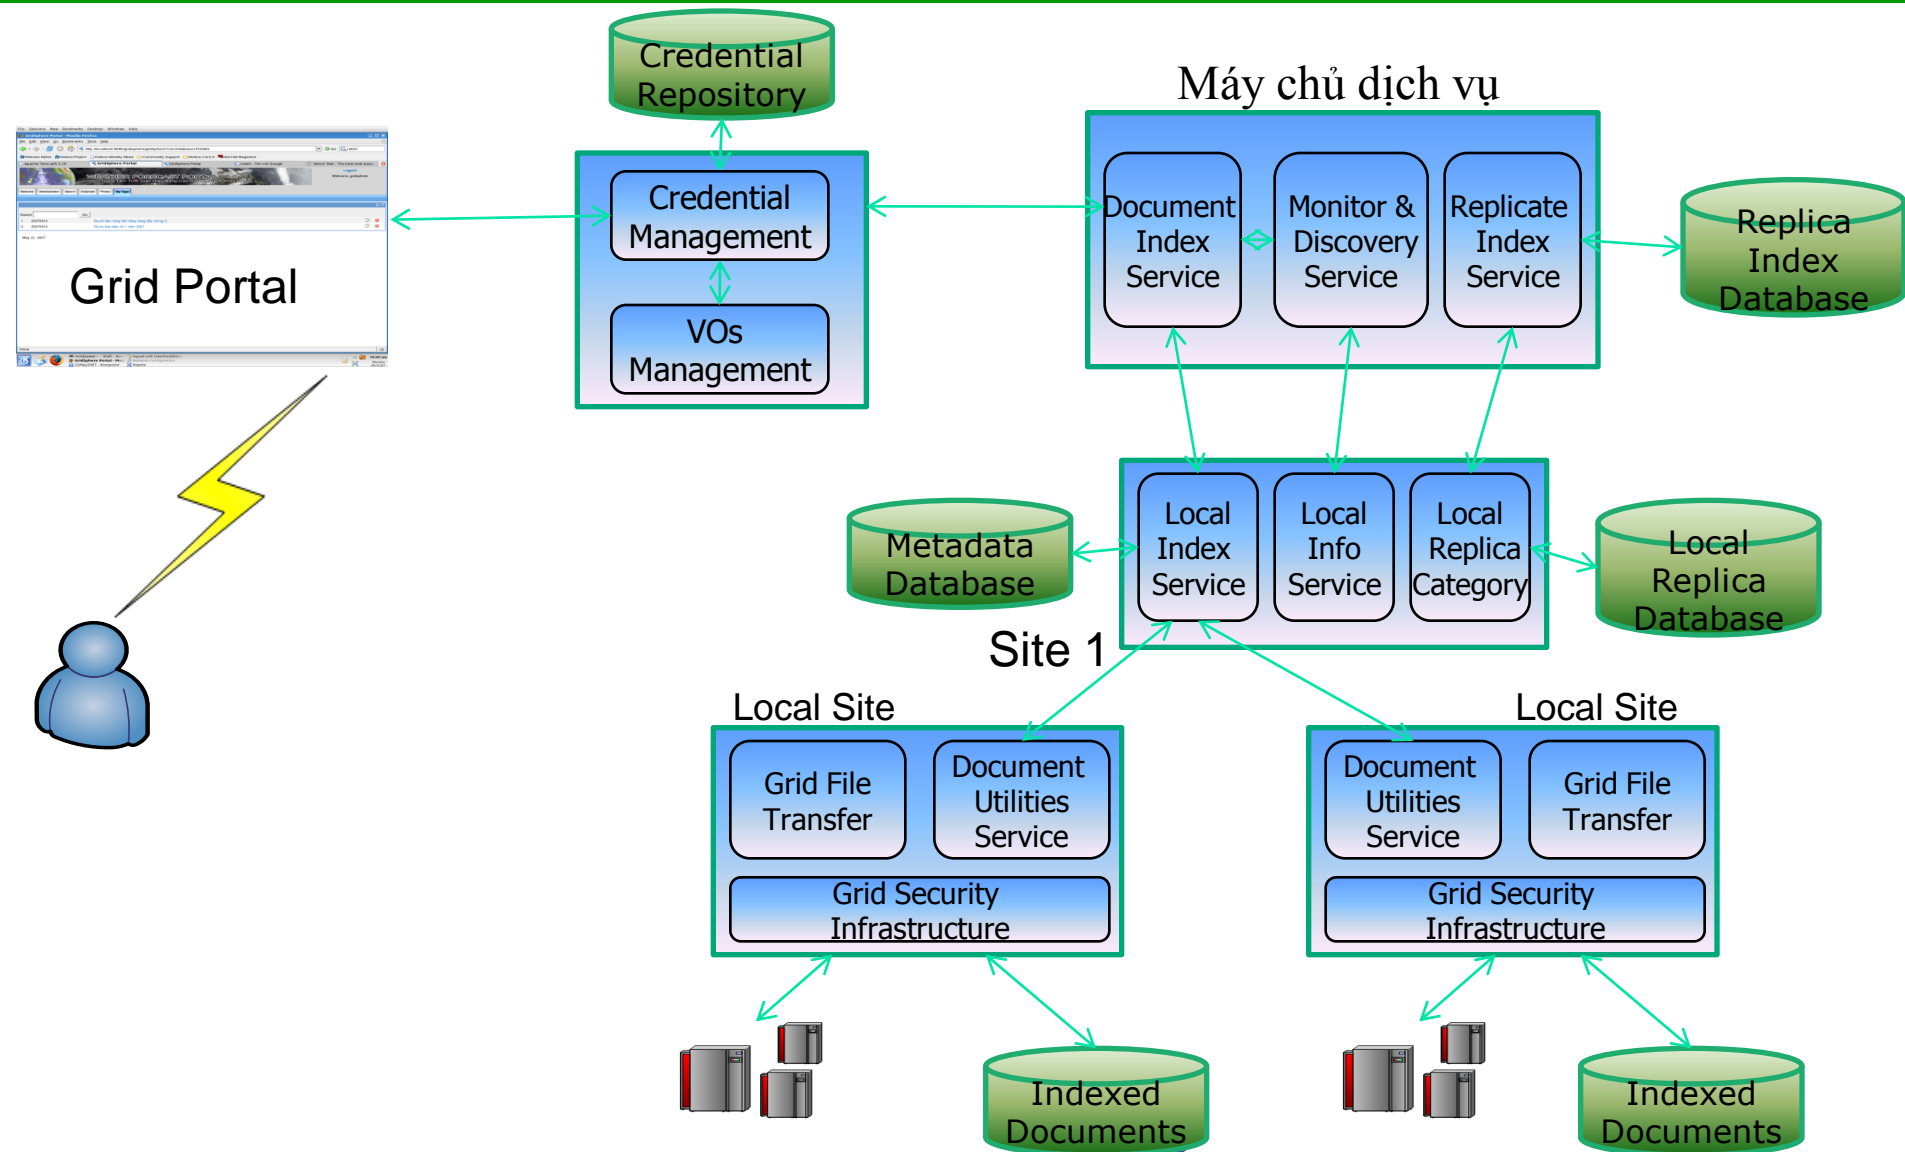 Credential
Repository
Máy chủ dịch vụ
Credential
Management
VOs
Management
Document
Index
Service
Monitor &
Discovery
Service
Replicate
Index
Service
Replica
Index
Database
Grid Portal
Metadata
Database
Local
Index
Service
Local
Info
Service
Local
Replica
Category
Local
Replica
Database
Site 1
Local Site
Local Site
Grid File
Transfer
Document
Utilities
Service
Grid Security
Infrastructure
Document
Utilities
Service
Grid File
Transfer
Grid Security
Infrastructure
Indexed
Documents
Indexed
Documents